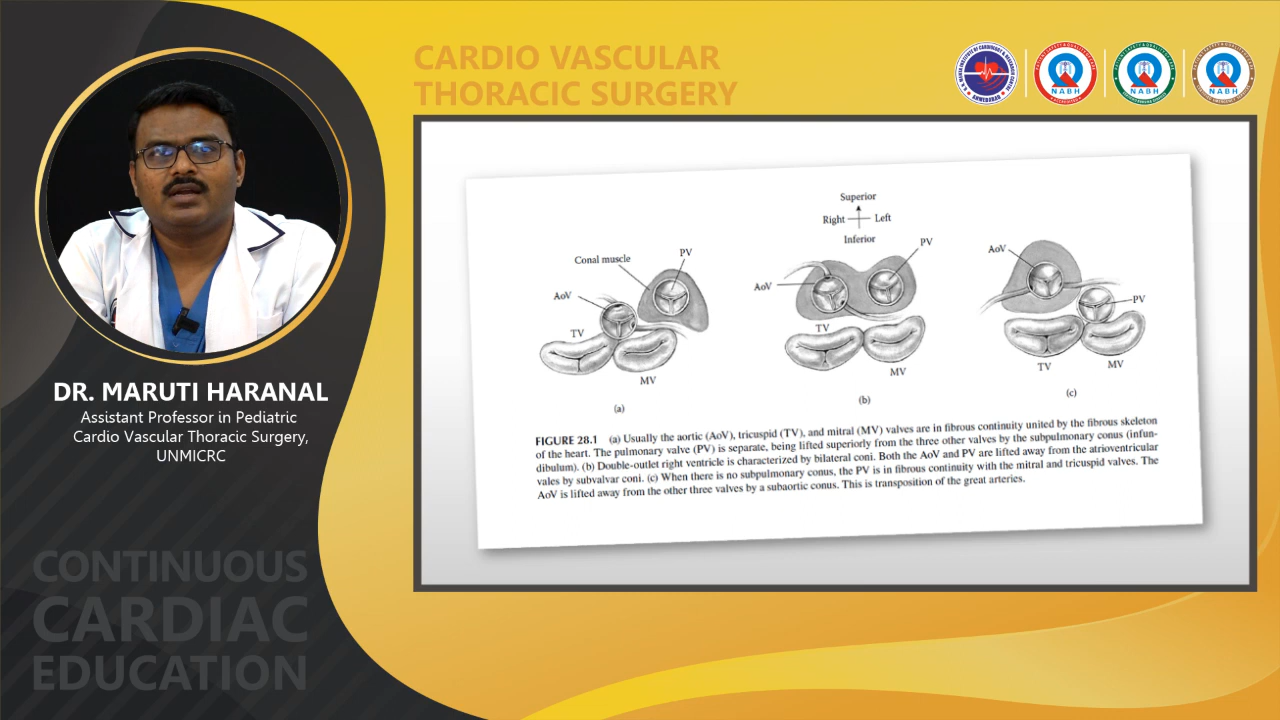 CARDIO VASCULAR
THORACIC SURGERY
NABH
NABH
NABH
AHMEDABAD
DR. MARUTI HARANAL
Assistant Professor in Pediatric
Cardio Vascular Thoracic Surgery,
UNMICRC
CONTINUOUS
CARDIAC
EDUCATION
Superior
Right Left
Inferior
Conal muscle
PV
AoV
TV
MV
(a)
PV
AoV
TV
MV
(b)
AoV
PV
TV
MV
(c)
FIGURE 28.1 (a) Usually the aortic (AoV), tricuspid (TV), and mitral (MV) valves are in fibrous continuity united by the fibrous skeleton
of the heart. The pulmonary valve (PV) is separate, being lifted superiorly from the three other valves by the subpulmonary conus (infun-
dibulum). (b) Double-outlet right ventricle is characterized by bilateral coni. Both the AoV and PV are lifted away from the atrioventricular
vales by subvalvar coni. (c) When there is no subpulmonary conus, the PV is in fibrous continuity with the mitral and tricuspid valves. The
AoV is lifted away from the other three valves by a subaortic conus. This is transposition of the great arteries.